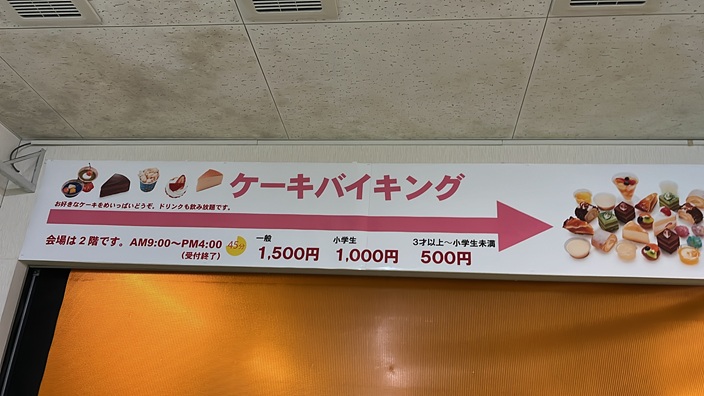 ケーキバイキング
お好きなケーキをめいっぱいどうぞ。ドリンクも飲み放題です。
会場は2階です。AM9:00〜PM4:00
（受付終了）
45分
一般
1,500円
小学生
1,000円
3才以上〜小学生未満
500円